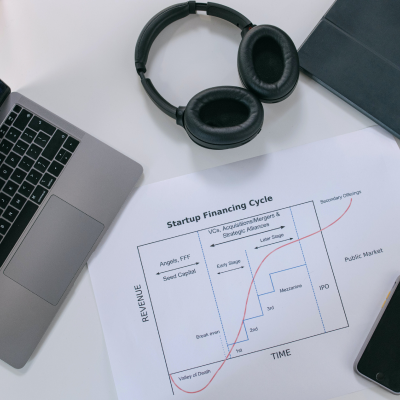 Startup Financing Cycle
VCs, Acquisitions/Mergers &
Strategic Alliances
Secondary Offerings
Angels, FFF
Seed Capital
Early Stage
Later Stage
Public Market
REVENUE
Mezzanine
IPO
3rd
2nd
Break even
1st
Valley of Death
TIME